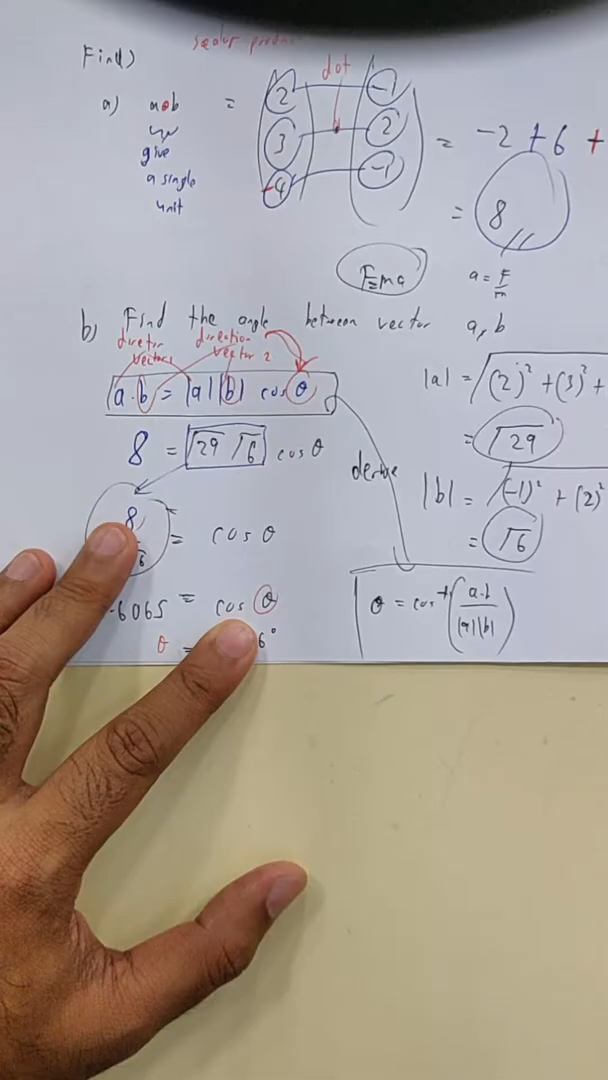 Find)
scalar
dot
a) a•b = ( 2 3 -4 ) ( -1 2 -1 ) = -2 + 6 +
give
a single
unit
= 8
F=ma
a = F/m
b) Find the angle between vector a, b
vector direction
vector 2
a.b = |a||b| cos θ
|a| = √(2)² + (3)² +
= √29
8 = √29 √6 cos θ
derive
|b| = √(-1)² + (2)²
= √6
8
= cos θ
6065 = cos θ
θ = cos⁻¹ ( a.b / |a||b| )
θ = 6°